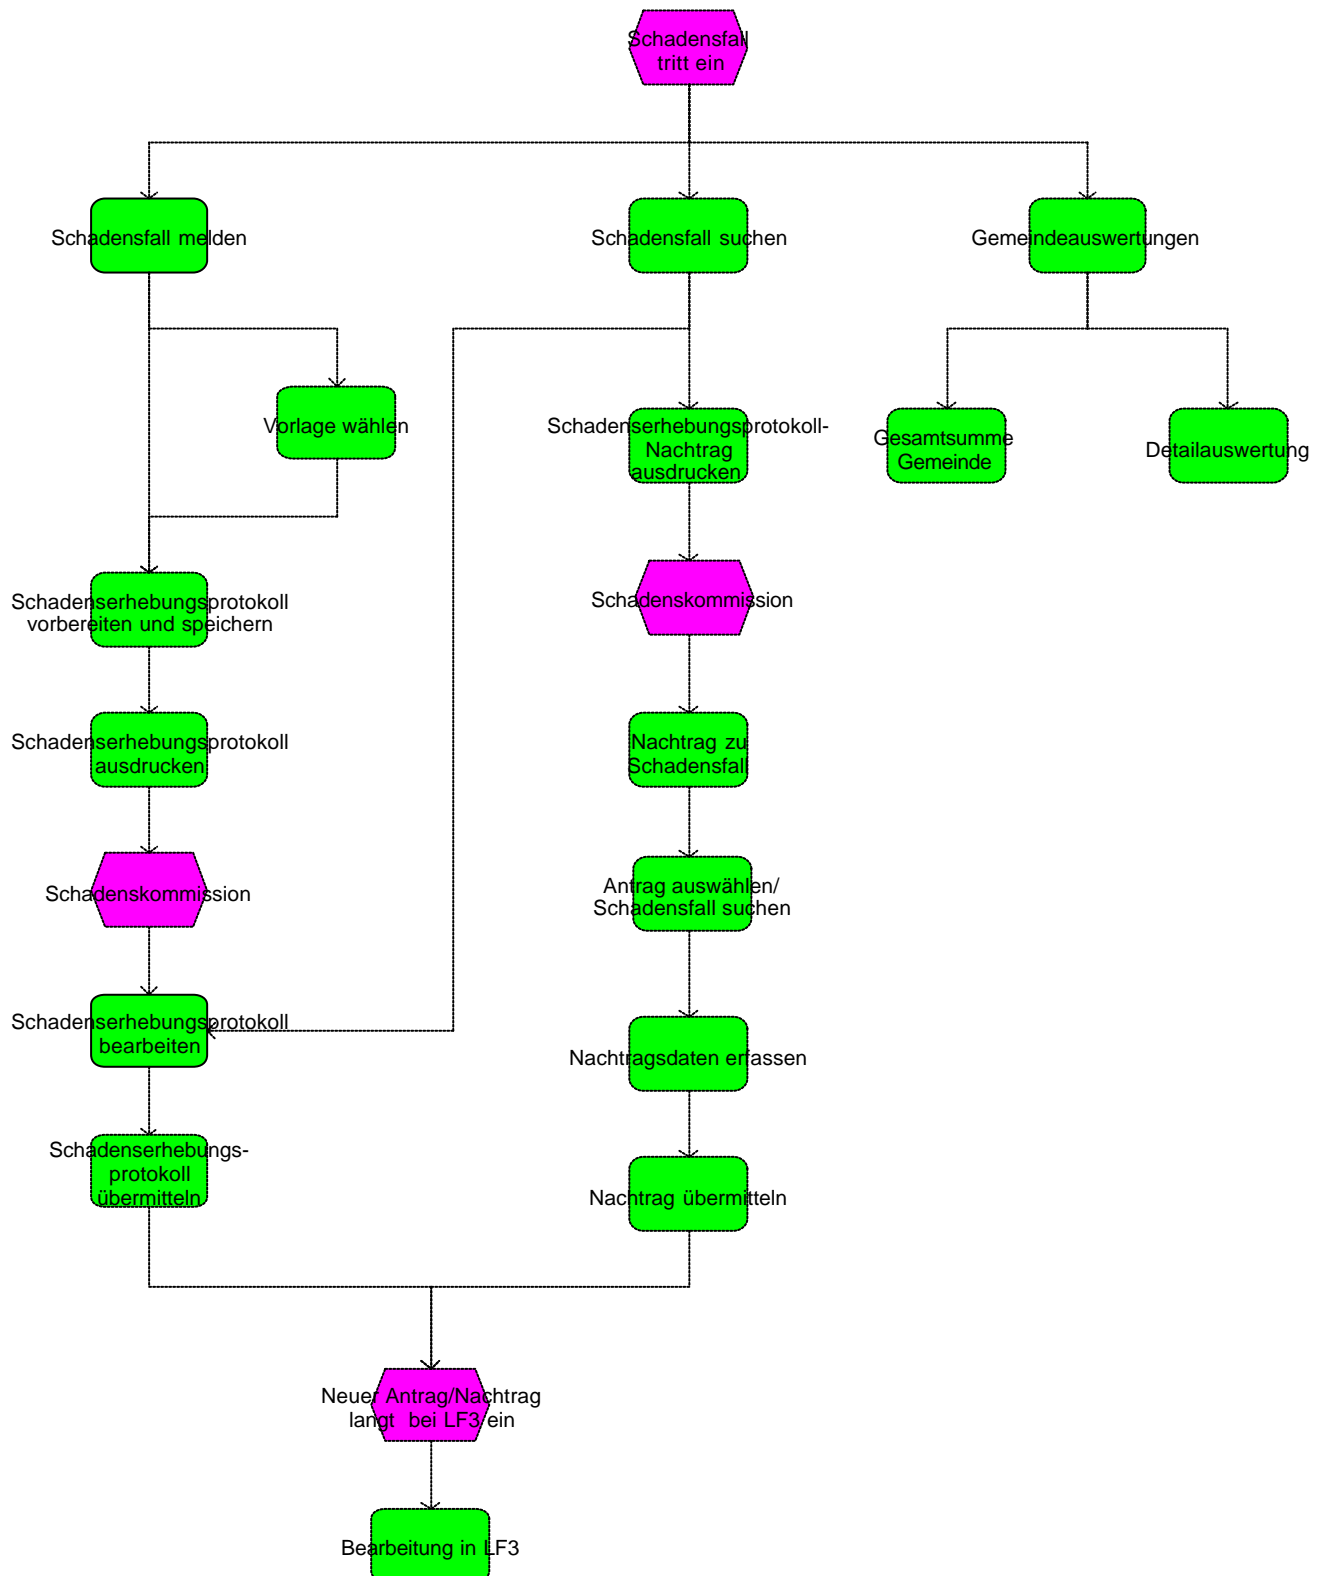 Schadensfall
tritt ein
Schadensfall melden
Schadensfall suchen
Gemeindeauswertungen
Vorlage wählen
Schadenserhebungsprotokoll-
Nachtrag
ausdrucken
Gesamtsumme
Gemeinde
Detailauswertung
Schadenserhebungsprotokoll
vorbereiten und speichern
Schadenskommission
Schadenserhebungsprotokoll
ausdrucken
Nachtrag zu
Schadensfall
Schadenskommission
Antrag auswählen/
Schadensfall suchen
Schadenserhebungsprotokoll
bearbeiten
Nachtragsdaten erfassen
Schadenserhebungs-
protokoll
übermitteln
Nachtrag übermitteln
Neuer Antrag/Nachtrag
langt  bei LF3 ein
Bearbeitung in LF3